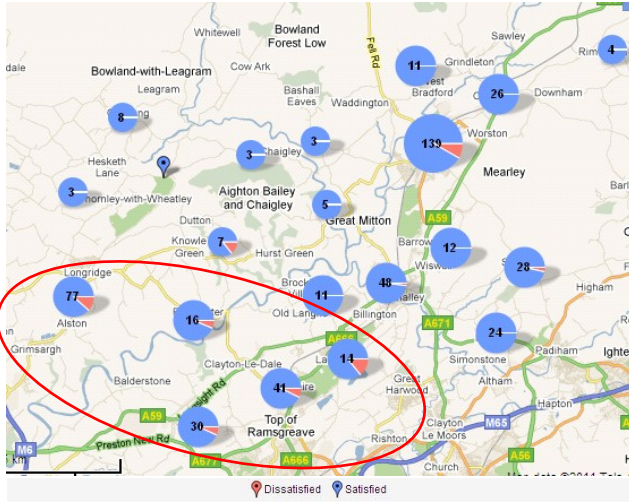 Whitewell
Bowland
Forest Low
Sawley
Fell Rd
4
Rim
dale
Cow Ark
11
Grindleton
Bowland-with-Leagram
Leagram
Bashall
Eaves
West
Bradford
26
Downham
Waddington
8
139
Worston
3
Chaigley
3
Mearley
Hesketh
Lane
3
Thornley-with-Wheatley
Aighton Bailey
and Chaigley
5
Great Mitton
Dutton
A59
7
Knowle
Green
Hurst Green
Barrow
12
Wiswell
28
Longridge
77
Brock
11
48
Higham
Alston
16
Old Lang
Billington
A671
24
Grimsargh
A666
14
Simonstone
Padiham
Ighte
Clayton-Le-Dale
La
Balderstone
41
ire
Great
Harwood
Altham
Hapton
A59
30
Top of
Ramsgreave
M65
Clayton
Le Moors
M6
Preston New Rd
Rishton
A677
A666
A56
Church
Dissatisfied Satisfied